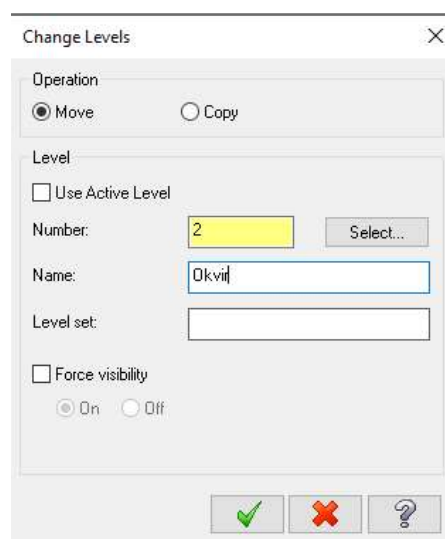 Change Levels
Operation
Move Copy
Level
Use Active Level
Number: 2 Select...
Name: Okvir
Level set:
Force visibility
On Off